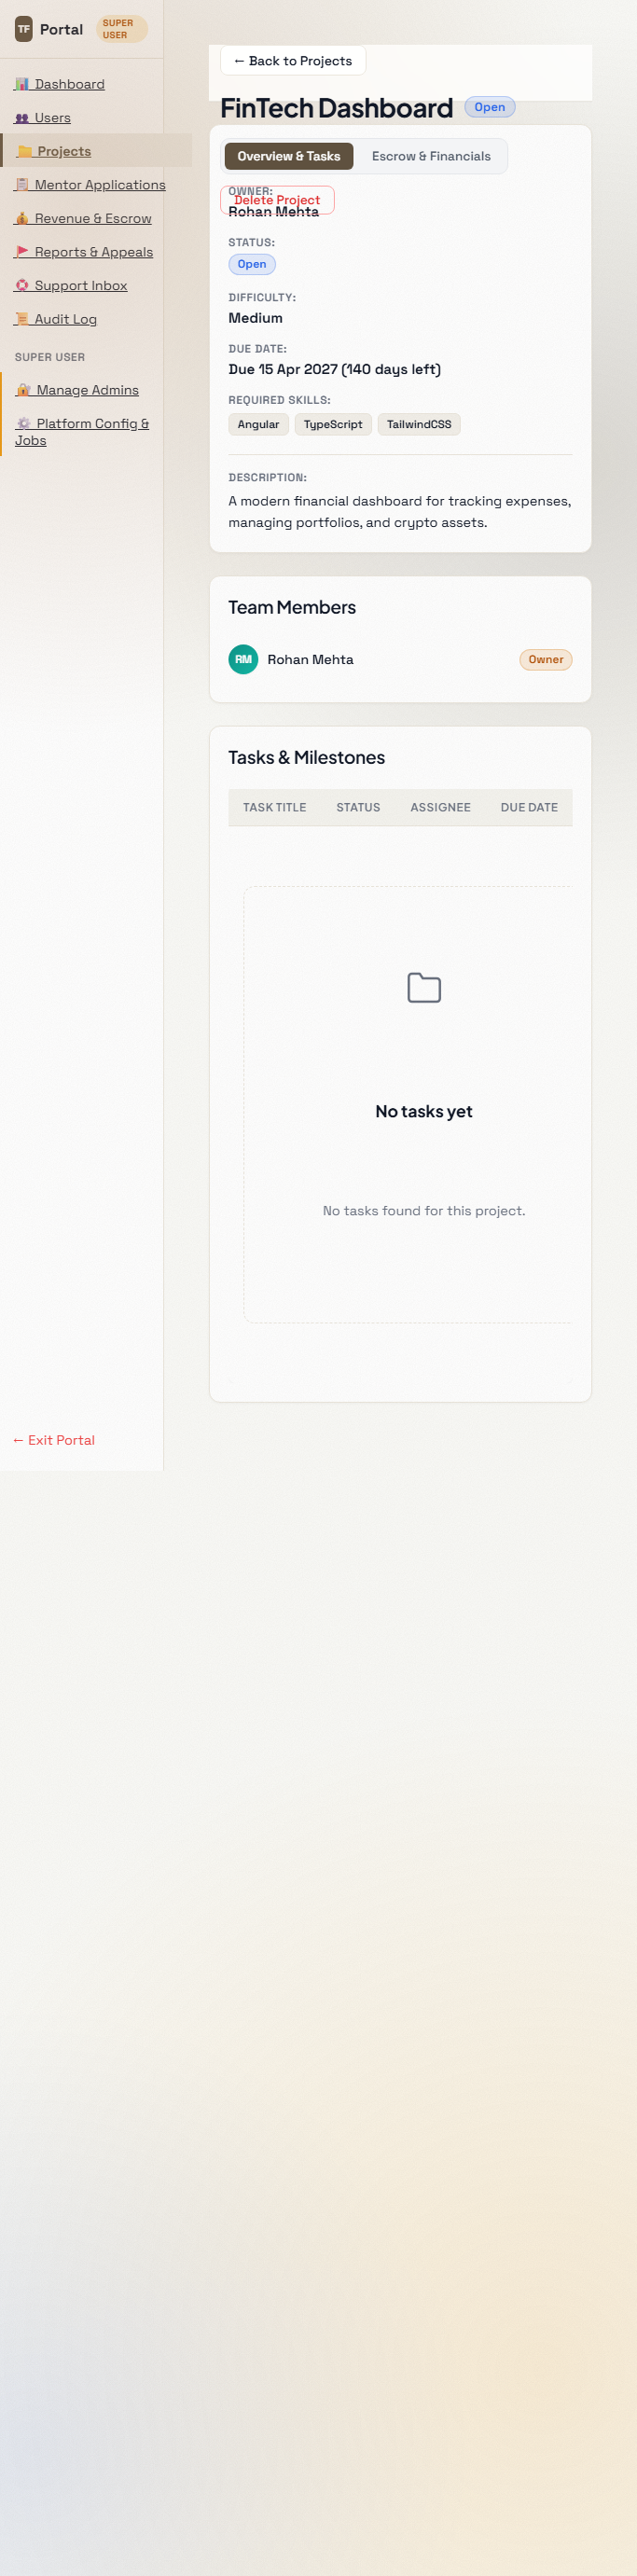 TF Portal SUPER USER
📊 Dashboard
👥 Users
📁 Projects
📋 Mentor Applications
💰 Revenue & Escrow
🚩 Reports & Appeals
🛟 Support Inbox
📜 Audit Log
SUPER USER
🔐 Manage Admins
⚙️ Platform Config &
Jobs
← Exit Portal
← Back to Projects
FinTech Dashboard Open
Overview & Tasks Escrow & Financials
Delete Project
OWNER:
Rohan Mehta
STATUS:
Open
DIFFICULTY:
Medium
DUE DATE:
Due 15 Apr 2027 (140 days left)
REQUIRED SKILLS:
Angular TypeScript TailwindCSS
DESCRIPTION:
A modern financial dashboard for tracking expenses,
managing portfolios, and crypto assets.
Team Members
RM Rohan Mehta Owner
Tasks & Milestones
TASK TITLE STATUS ASSIGNEE DUE DATE
No tasks yet
No tasks found for this project.